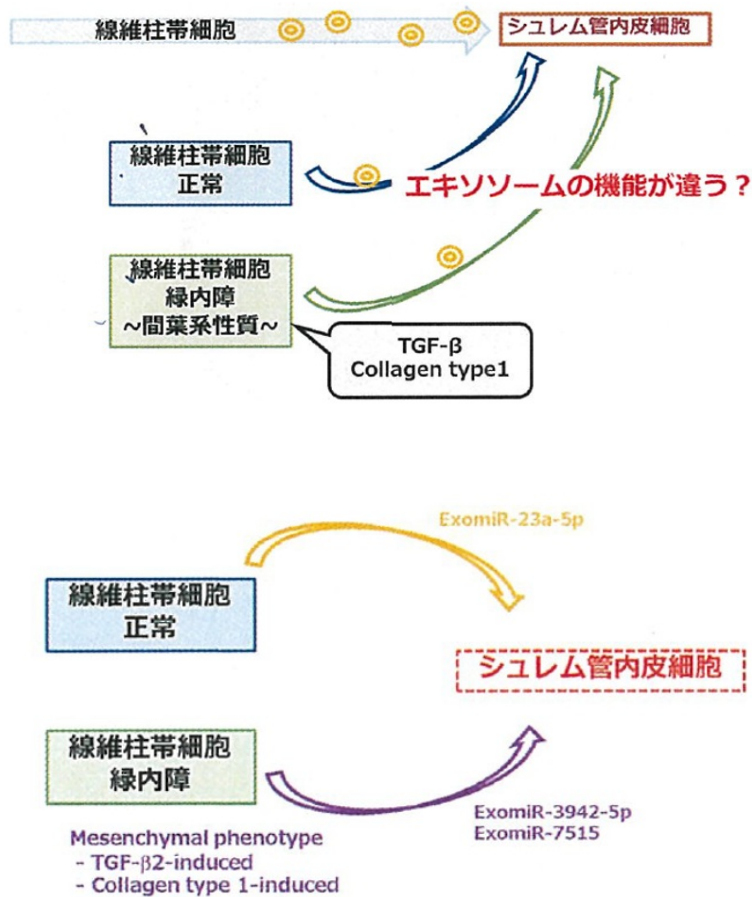 線維柱帯細胞
シュレム管内皮細胞
線維柱帯細胞
正常
エキソソームの機能が違う？
線維柱帯細胞
緑内障
~間葉系性質~
TGF-β
Collagen type1
ExomiR-23a-5p
線維柱帯細胞
正常
シュレム管内皮細胞
線維柱帯細胞
緑内障
ExomiR-3942-5p
ExomiR-7515
Mesenchymal phenotype
- TGF-β2-induced
- Collagen type 1-induced